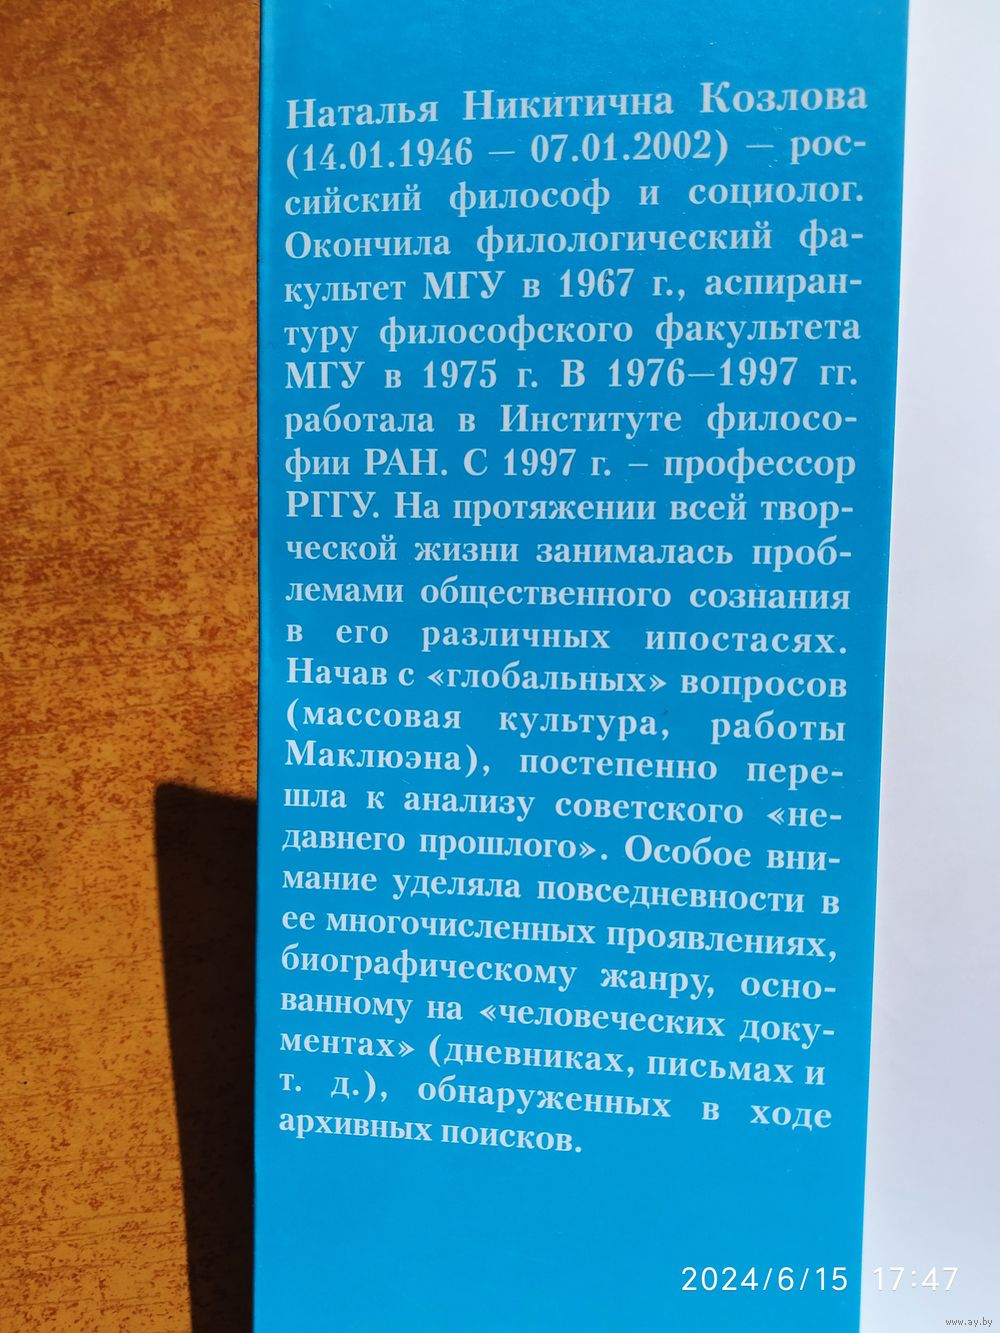 Наталья Никитична Козлова
(14.01.1946 — 07.01.2002) — рос-
сийский философ и социолог.
Окончила филологический фа-
культет МГУ в 1967 г., аспиран-
туру философского факультета
МГУ в 1975 г. В 1976—1997 гг.
работала в Институте филосо-
фии РАН. С 1997 г. – профессор
РГГУ. На протяжении всей твор-
ческой жизни занималась проб-
лемами общественного сознания
в его различных ипостасях.
Начав с «глобальных» вопросов
(массовая культура, работы
Маклюэна), постепенно пере-
шла к анализу советского «не-
давнего прошлого». Особое вни-
мание уделяла повседневности в
ее многочисленных проявлениях,
биографическому жанру, осно-
ванному на «человеческих доку-
ментах» (дневниках, письмах и
т. д.), обнаруженных в ходе
архивных поисков.
2024/6/15 17:47
www.ay.by